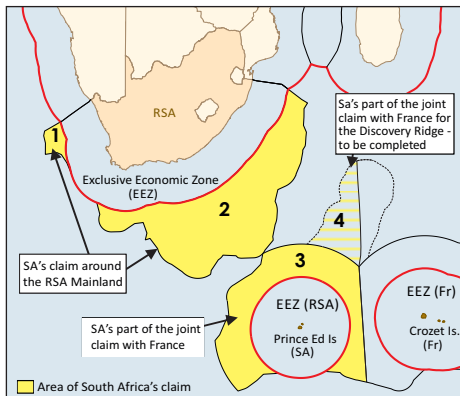 Sa's part of the joint
claim with France for
the Discovery Ridge -
to be completed
RSA
1
Exclusive Economic Zone
(EEZ)
2
4
SA's claim around
the RSA Mainland
3
SA's part of the joint
claim with France
EEZ (RSA)
Prince Ed Is
(SA)
EEZ (Fr)
Crozet Is.
(Fr)
Area of South Africa's claim